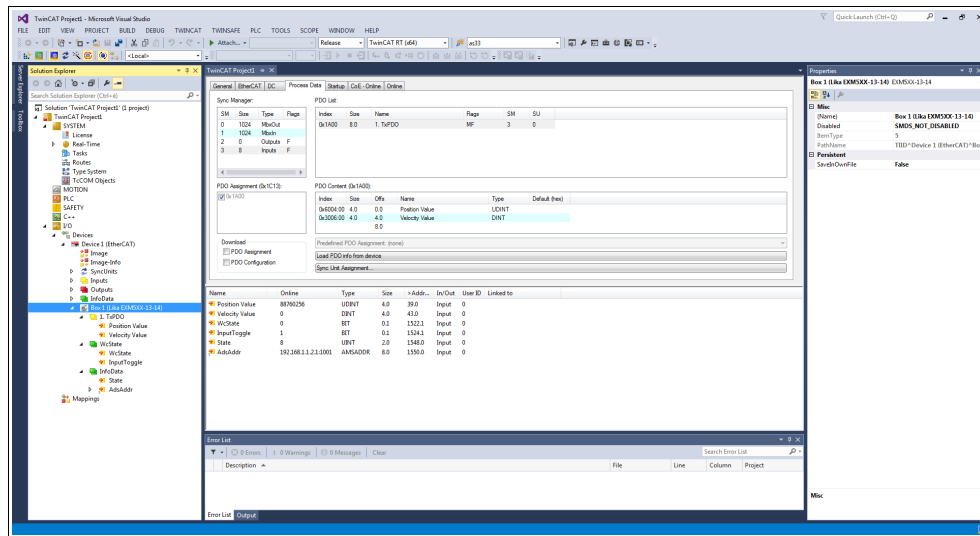 TwinCAT Project1 - Microsoft Visual Studio
Quick Launch (Ctrl+Q)
FILE EDIT VIEW PROJECT BUILD DEBUG TWINCAT TWINSAFE PLC TOOLS SCOPE WINDOW HELP
Attach... Release TwinCAT RT (x64) as33
<Local>
Server Explorer
Toolbox
Solution Explorer
Search Solution Explorer (Ctrl+è)
Solution 'TwinCAT Project1' (1 project)
TwinCAT Project1
SYSTEM
License
Real-Time
Tasks
Routes
Type System
TcCOM Objects
MOTION
PLC
SAFETY
C++
I/O
Devices
Device 1 (EtherCAT)
Image
Image-Info
SyncUnits
Inputs
Outputs
InfoData
Box 1 (Lika EXM5XX-13-14)
1. TxPDO
Position Value
Velocity Value
WcState
WcState
InputToggle
InfoData
State
AdsAddr
Mappings
TwinCAT Project1
General EtherCAT DC Process Data Startup CoE - Online Online
Sync Manager:
SM Size Type Flags
0 1024 MbxOut
1 1024 MbxIn
2 0 Outputs F
3 8 Inputs F
PDO List:
Index Size Name Flags SM SU
0x1A00 8.0 1. TxPDO MF 3 0
PDO Assignment (0x1C13):
0x1A00
PDO Content (0x1A00):
Index Size Offs Name Type Default (hex)
0x6004:00 4.0 0.0 Position Value UDINT
0x3006:00 4.0 4.0 Velocity Value DINT
8.0
Download
PDO Assignment
PDO Configuration
Predefined PDO Assignment: (none)
Load PDO info from device
Sync Unit Assignment...
Name Online Type Size >Addr... In/Out User ID Linked to
Position Value 88760256 UDINT 4.0 39.0 Input 0
Velocity Value 0 DINT 4.0 43.0 Input 0
WcState 0 BIT 0.1 1522.1 Input 0
InputToggle 1 BIT 0.1 1524.1 Input 0
State 8 UINT 2.0 1548.0 Input 0
AdsAddr 192.168.1.1.2.1:1001 AMSADDR 8.0 1550.0 Input 0
Error List
0 Errors 0 Warnings 0 Messages Clear
Search Error List
Description File Line Column Project
Error List Output
Properties
Box 1 (Lika EXM5XX-13-14) EXM5XX-13-14
Misc
(Name) Box 1 (Lika EXM5XX-13-14)
Disabled SMDS_NOT_DISABLED
ItemType 5
PathName TIID^Device 1 (EtherCAT)^Bo
Persistent
SaveInOwnFile False
Misc